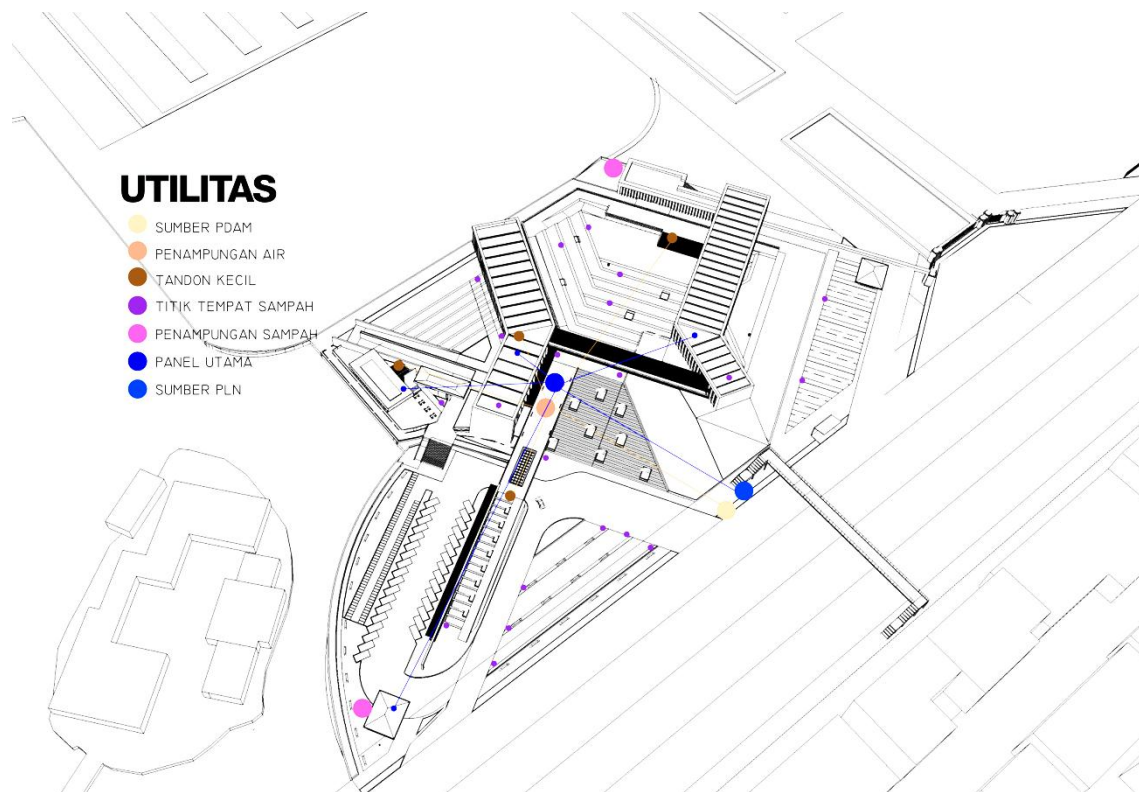 UTILITAS
SUMBER PDAM
PENAMPUNGAN AIR
TANDON KECIL
TITIK TEMPAT SAMPAH
PENAMPUNGAN SAMPAH
PANEL UTAMA
SUMBER PLN